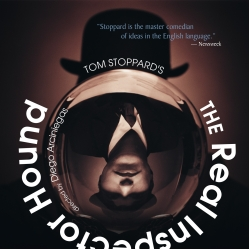 "Stoppard is the master comedian
of ideas in the English language."
— Newsweek
TOM STOPPARD'S
THE Real Inspector Hound
directed by Diego Arciniegas